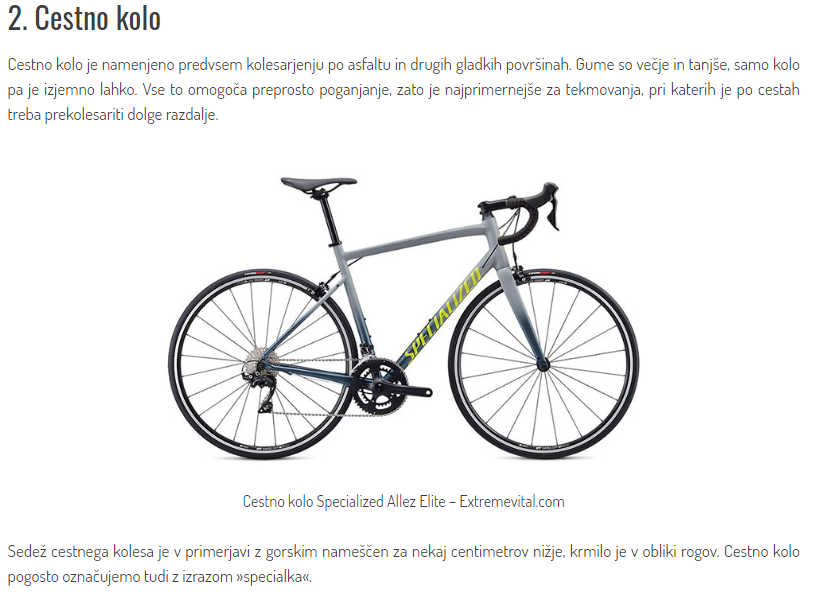 2. Cestno kolo
Cestno kolo je namenjeno predvsem kolesarjenju po asfaltu in drugih gladkih površinah. Gume so večje in tanjše, samo kolo
pa je izjemno lahko. Vse to omogoča preprosto poganjanje, zato je najprimernejše za tekmovanja, pri katerih je po cestah
treba prekolesariti dolge razdalje.
SPECIALIZED
Cestno kolo Specialized Allez Elite – Extremevital.com
Sedež cestnega kolesa je v primerjavi z gorskim nameščen za nekaj centimetrov nižje, krmilo je v obliki rogov. Cestno kolo
pogosto označujemo tudi z izrazom »specialka«.